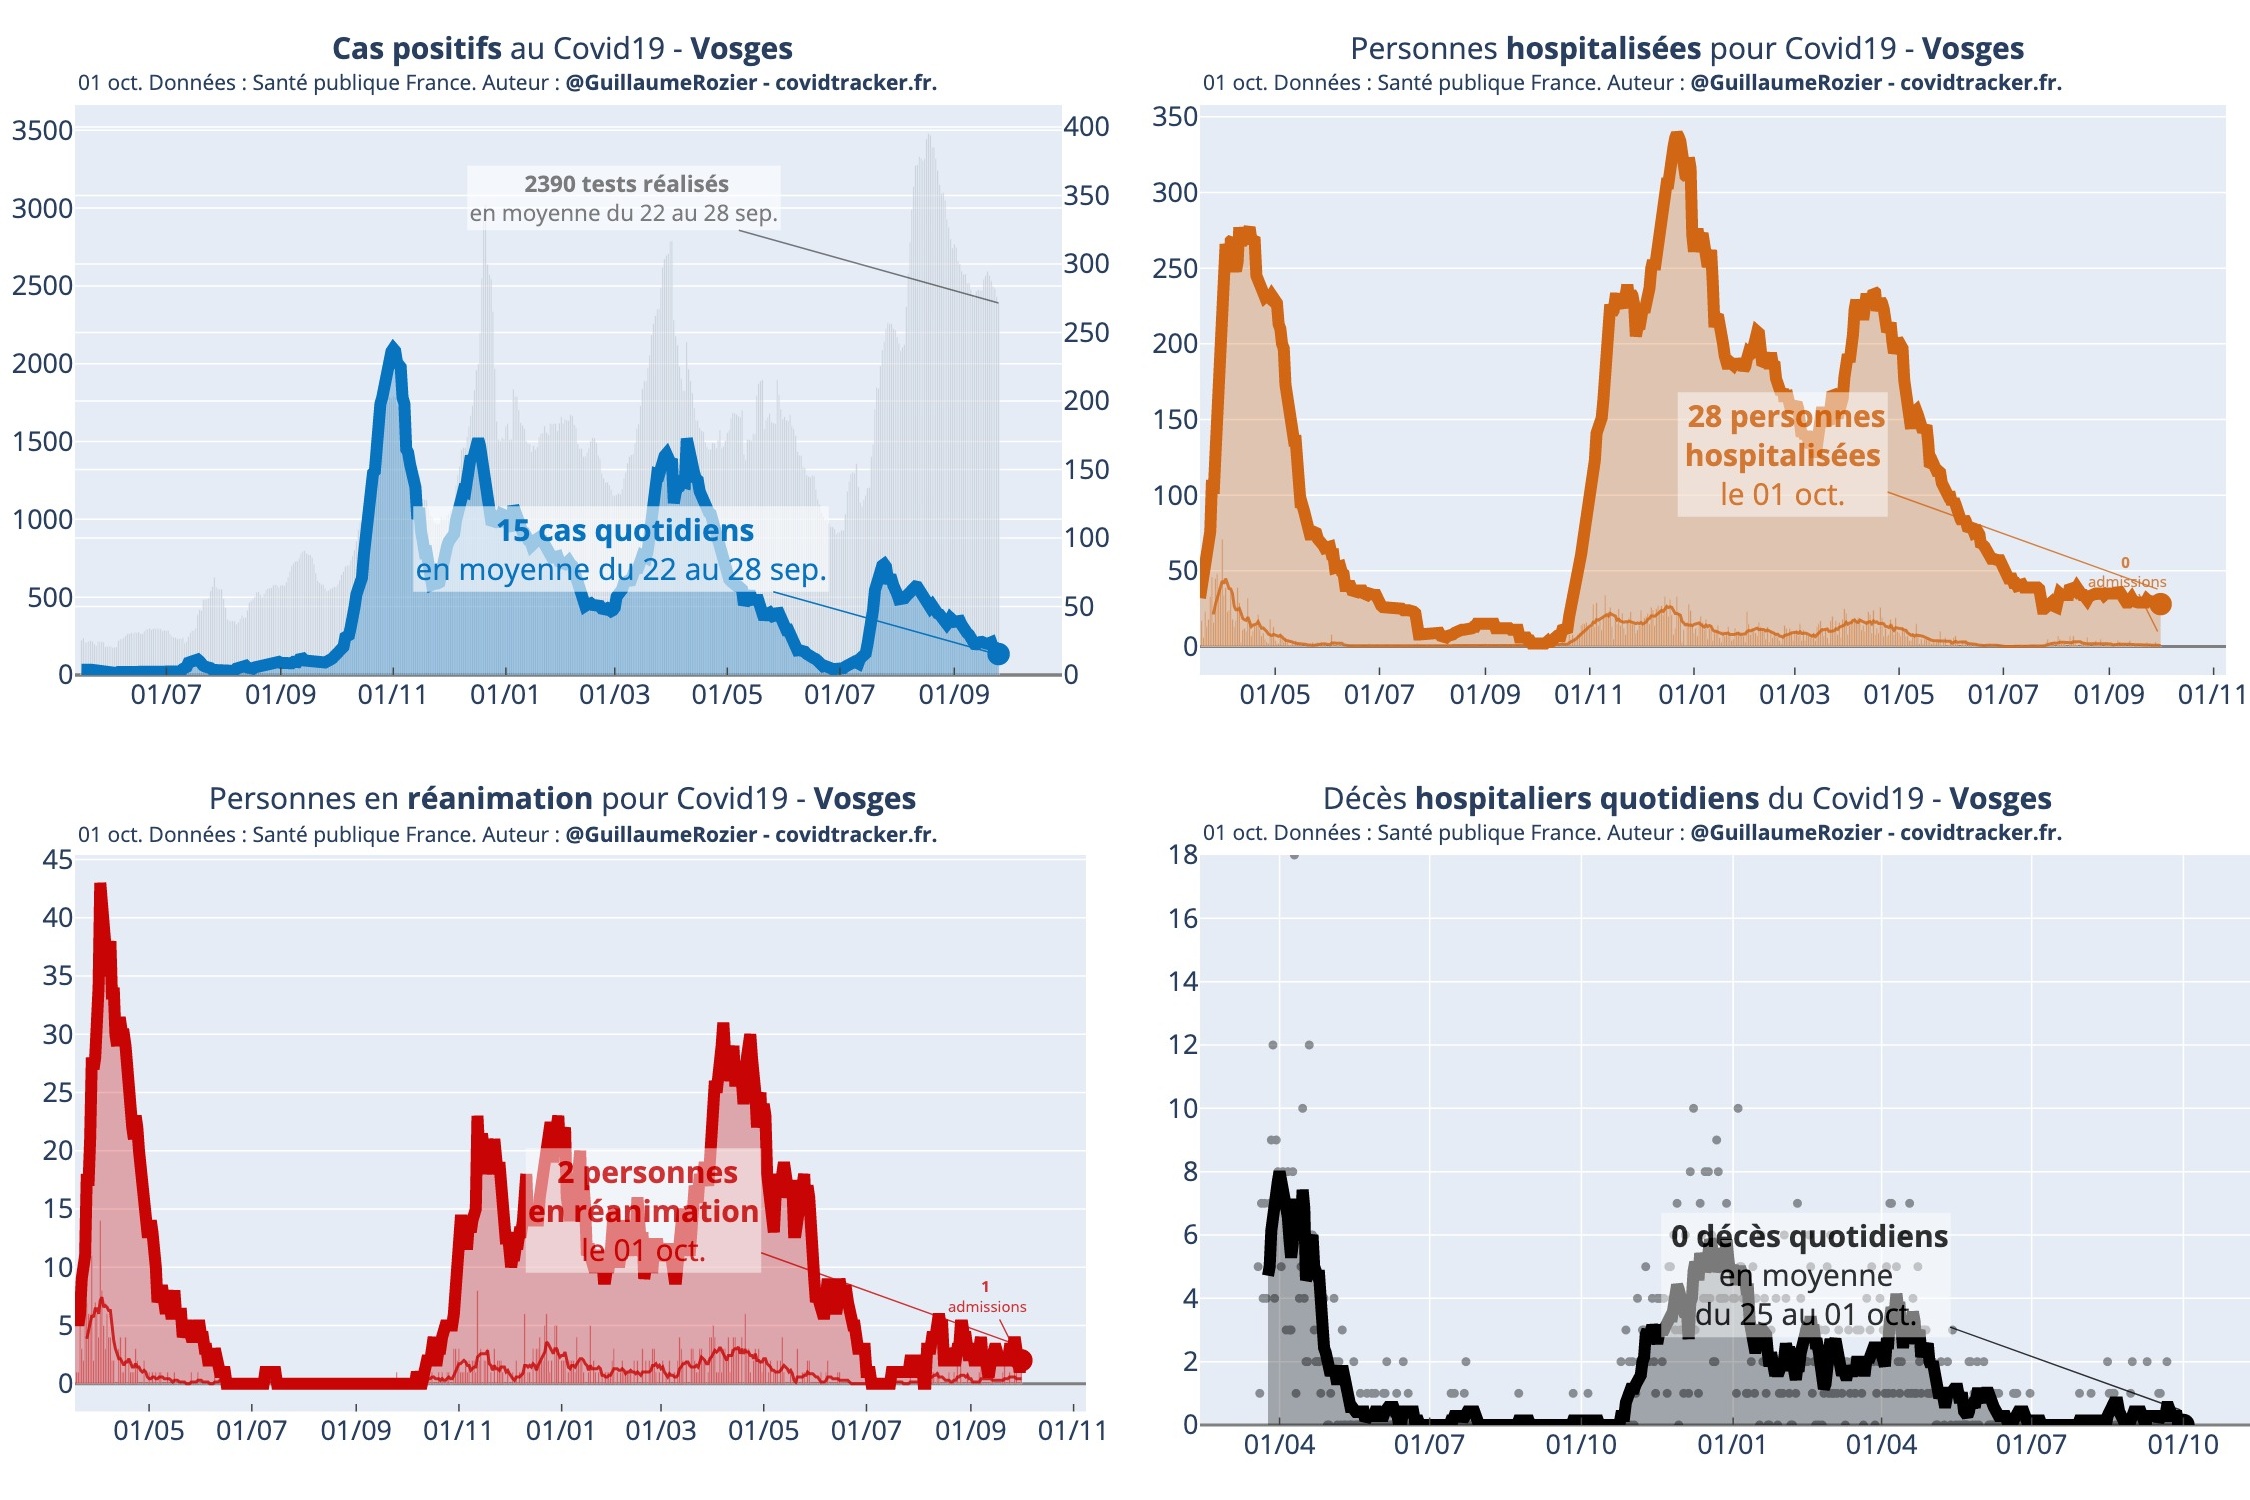 Cas positifs au Covid19 - Vosges
01 oct. Données : Santé publique France. Auteur : @GuillaumeRozier - covidtracker.fr.
3500
3000
2500
2000
1500
1000
500
0
400
350
300
250
200
150
100
50
0
2390 tests réalisés
en moyenne du 22 au 28 sep.
15 cas quotidiens
en moyenne du 22 au 28 sep.
01/07 01/09 01/11 01/01 01/03 01/05 01/07 01/09
Personnes hospitalisées pour Covid19 - Vosges
01 oct. Données : Santé publique France. Auteur : @GuillaumeRozier - covidtracker.fr.
350
300
250
200
150
100
50
0
28 personnes
hospitalisées
le 01 oct.
0
admissions
01/05 01/07 01/09 01/11 01/01 01/03 01/05 01/07 01/09 01/11
Personnes en réanimation pour Covid19 - Vosges
01 oct. Données : Santé publique France. Auteur : @GuillaumeRozier - covidtracker.fr.
45
40
35
30
25
20
15
10
5
0
2 personnes
en réanimation
le 01 oct.
1
admissions
01/05 01/07 01/09 01/11 01/01 01/03 01/05 01/07 01/09 01/11
Décès hospitaliers quotidiens du Covid19 - Vosges
01 oct. Données : Santé publique France. Auteur : @GuillaumeRozier - covidtracker.fr.
18
16
14
12
10
8
6
4
2
0
0 décès quotidiens
en moyenne
du 25 au 01 oct.
01/04 01/07 01/10 01/01 01/04 01/07 01/10